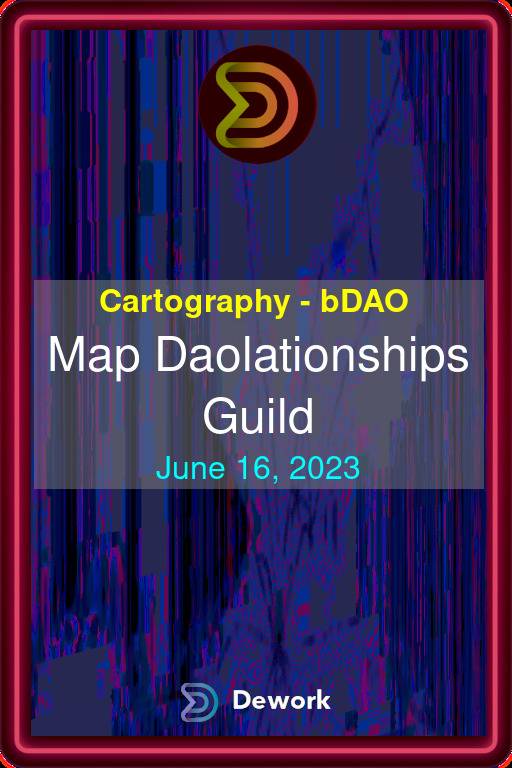 Cartography - bDAO
Map Daolationships
Guild
June 16, 2023
Dework